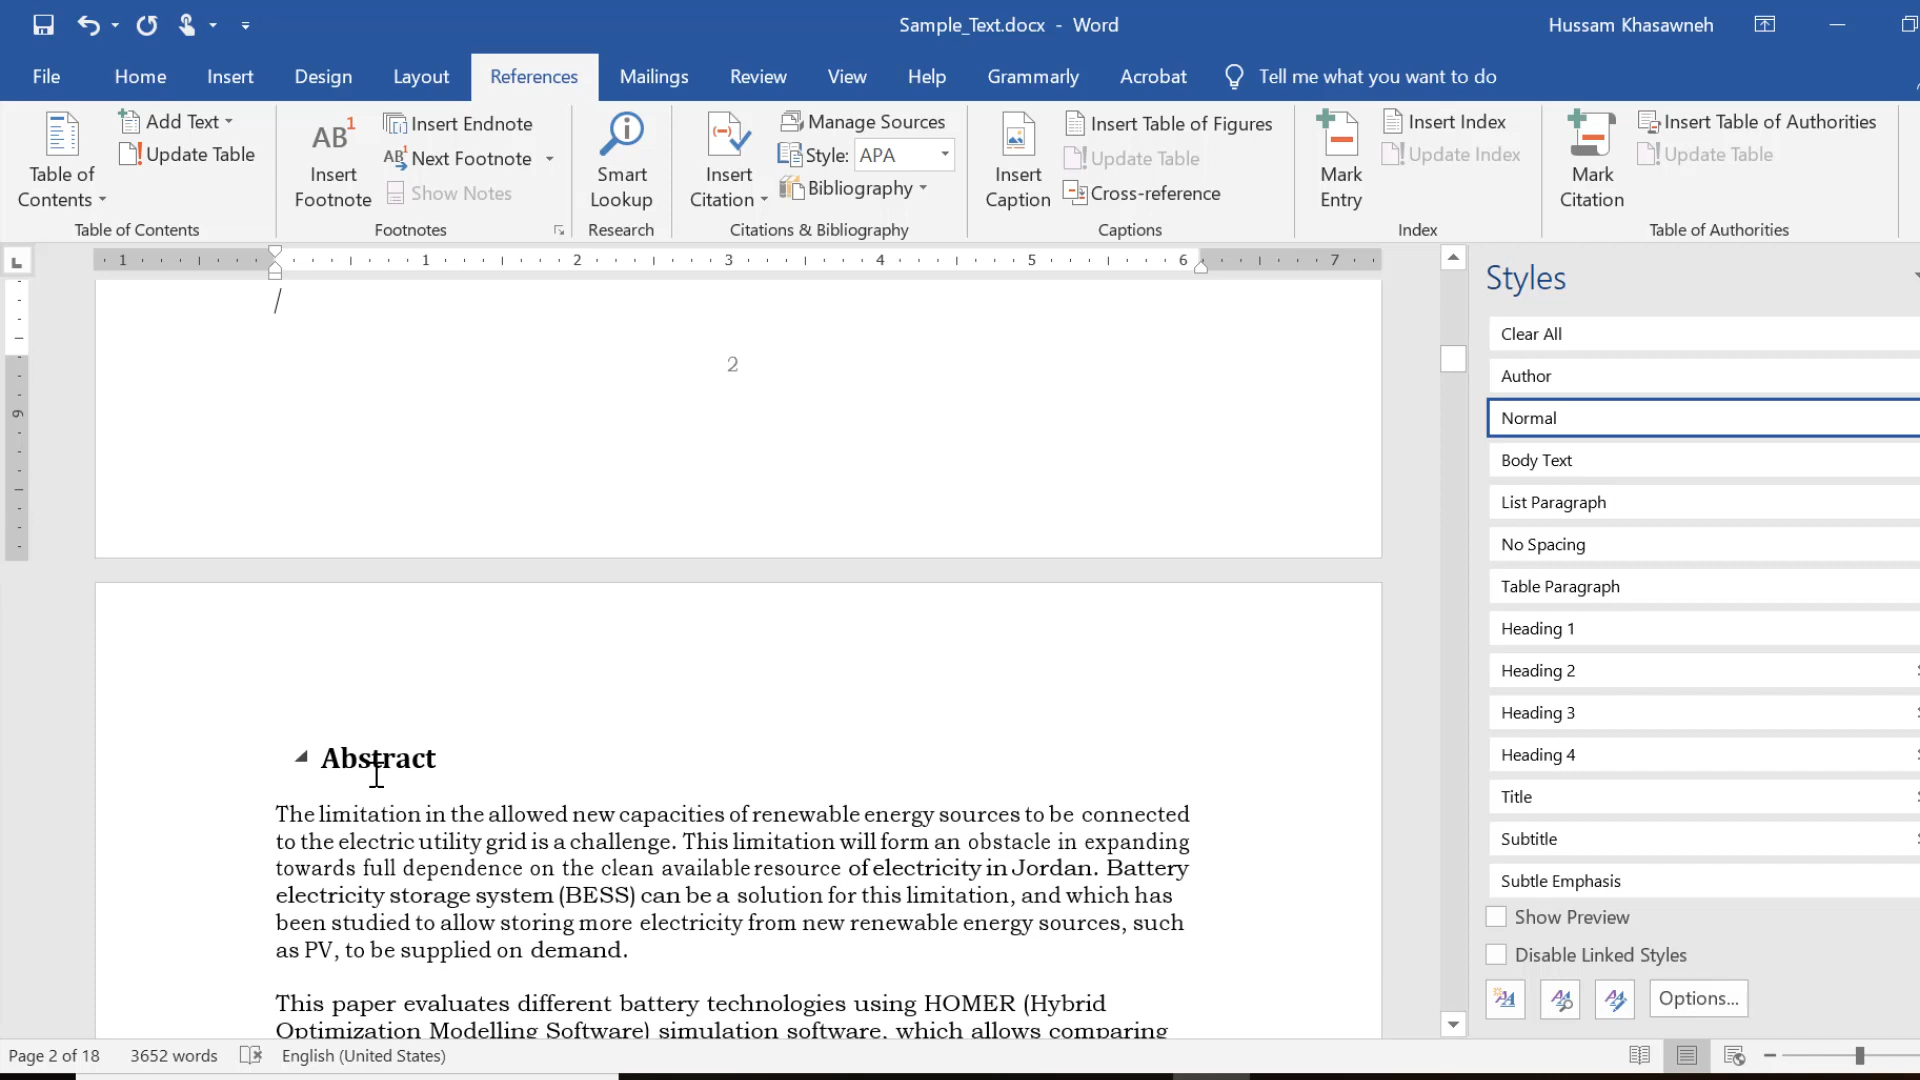 Sample_Text.docx - Word
Hussam Khasawneh
File Home Insert Design Layout References Mailings Review View Help Grammarly Acrobat Tell me what you want to do
Table of Contents
Add Text
Update Table
Table of Contents
AB1
Insert Footnote
Insert Endnote
AB Next Footnote
Show Notes
Footnotes
Smart Lookup
Research
Insert Citation
Manage Sources
Style: APA
Bibliography
Citations & Bibliography
Insert Caption
Insert Table of Figures
Update Table
Cross-reference
Captions
Mark Entry
Insert Index
Update Index
Index
Mark Citation
Insert Table of Authorities
Update Table
Table of Authorities
L
1 1 2 3 4 5 6 7
9
/
2
Abstract
The limitation in the allowed new capacities of renewable energy sources to be connected
to the electric utility grid is a challenge. This limitation will form an obstacle in expanding
towards full dependence on the clean available resource of electricity in Jordan. Battery
electricity storage system (BESS) can be a solution for this limitation, and which has
been studied to allow storing more electricity from new renewable energy sources, such
as PV, to be supplied on demand.
This paper evaluates different battery technologies using HOMER (Hybrid
Optimization Modelling Software) simulation software, which allows comparing
Styles
Clear All
Author
Normal
Body Text
List Paragraph
No Spacing
Table Paragraph
Heading 1
Heading 2
Heading 3
Heading 4
Title
Subtitle
Subtle Emphasis
Show Preview
Disable Linked Styles
Options...
Page 2 of 18 3652 words English (United States)